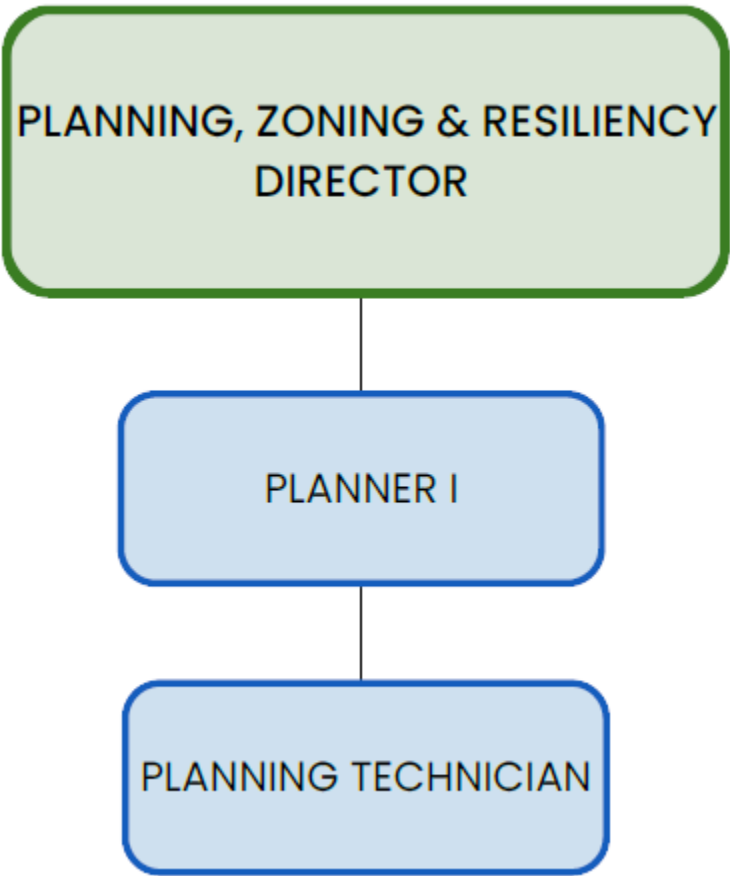 PLANNING, ZONING & RESILIENCY
DIRECTOR
PLANNER I
PLANNING TECHNICIAN